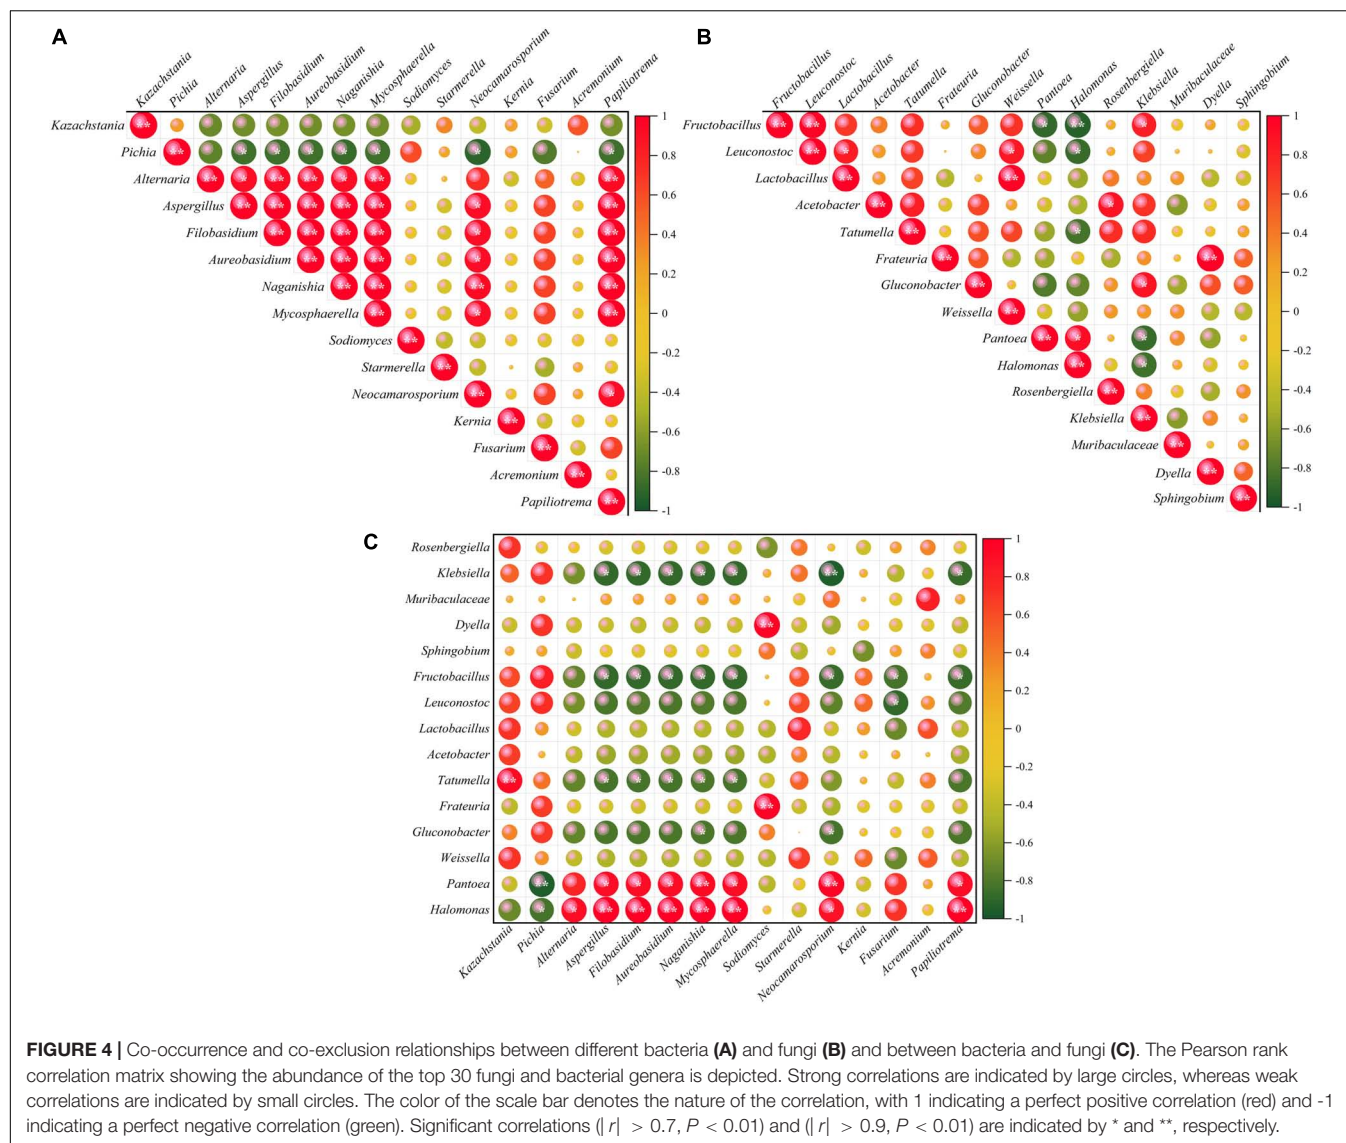 A
Kazachstania
Pichia
Alternaria
Aspergillus
Filobasidium
Aureobasidium
Naganishia
Mycosphaerella
Sodiomyces
Starmerella
Neocamarosporium
Kernia
Fusarium
Acremonium
Papiliotrema
Kazachstania
Pichia
Alternaria
Aspergillus
Filobasidium
Aureobasidium
Naganishia
Mycosphaerella
Sodiomyces
Starmerella
Neocamarosporium
Kernia
Fusarium
Acremonium
Papiliotrema
1
0.8
0.6
0.4
0.2
0
-0.2
-0.4
-0.6
-0.8
-1
B
Fructobacillus
Leuconostoc
Lactobacillus
Acetobacter
Tatumella
Frateuria
Gluconobacter
Weissella
Pantoea
Halomonas
Rosenbergiella
Klebsiella
Muribaculaceae
Dyella
Sphingobium
Fructobacillus
Leuconostoc
Lactobacillus
Acetobacter
Tatumella
Frateuria
Gluconobacter
Weissella
Pantoea
Halomonas
Rosenbergiella
Klebsiella
Muribaculaceae
Dyella
Sphingobium
1
0.8
0.6
0.4
0.2
0
-0.2
-0.4
-0.6
-0.8
-1
C
Rosenbergiella
Klebsiella
Muribaculaceae
Dyella
Sphingobium
Fructobacillus
Leuconostoc
Lactobacillus
Acetobacter
Tatumella
Frateuria
Gluconobacter
Weissella
Pantoea
Halomonas
Kazachstania
Pichia
Alternaria
Aspergillus
Filobasidium
Aureobasidium
Naganishia
Mycosphaerella
Sodiomyces
Starmerella
Neocamarosporium
Kernia
Fusarium
Acremonium
Papiliotrema
1
0.8
0.6
0.4
0.2
0
-0.2
-0.4
-0.6
-0.8
-1
FIGURE 4 | Co-occurrence and co-exclusion relationships between different bacteria (A) and fungi (B) and between bacteria and fungi (C). The Pearson rank
correlation matrix showing the abundance of the top 30 fungi and bacterial genera is depicted. Strong correlations are indicated by large circles, whereas weak
correlations are indicated by small circles. The color of the scale bar denotes the nature of the correlation, with 1 indicating a perfect positive correlation (red) and -1
indicating a perfect negative correlation (green). Significant correlations (| r| > 0.7, P < 0.01) and (| r| > 0.9, P < 0.01) are indicated by * and **, respectively.